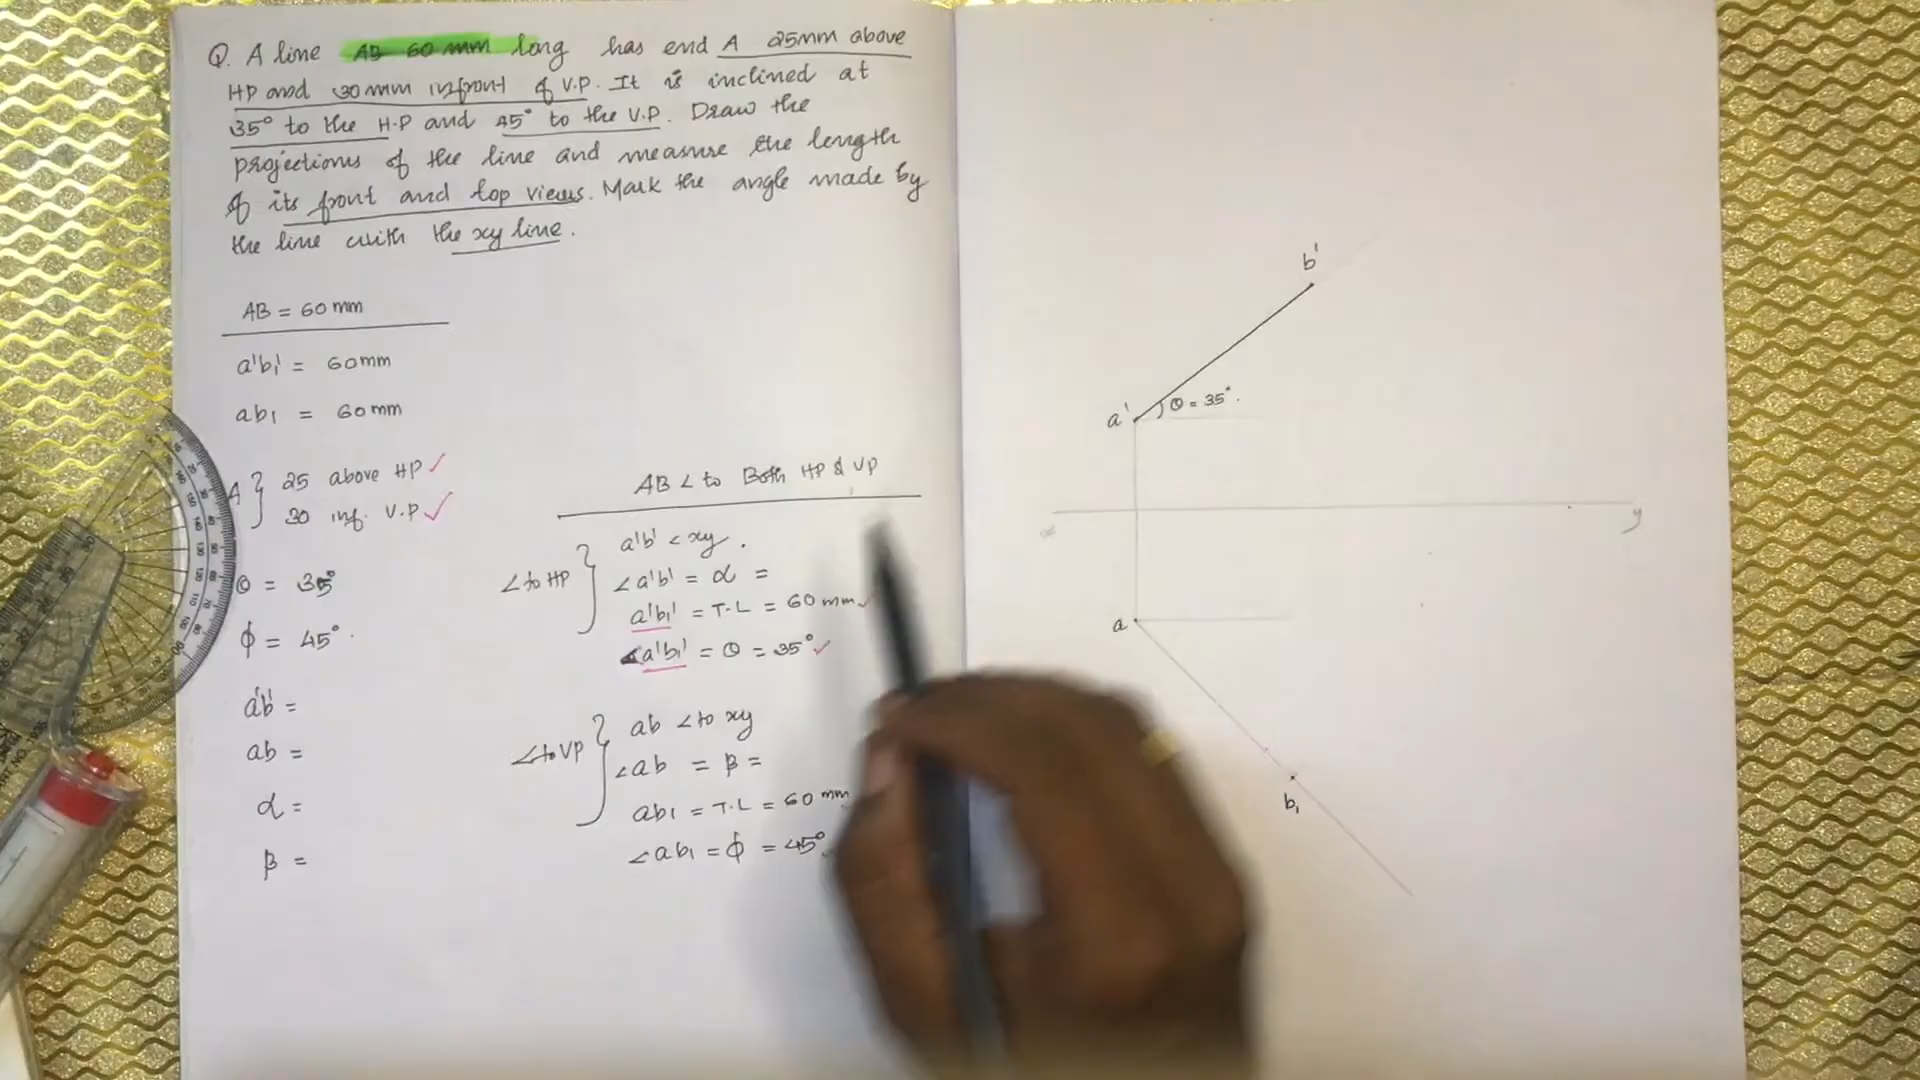 Q. A line AB 60 mm long has end A 25mm above
HP and 30 mm infront of V.P. It is inclined at
35° to the H.P and 45° to the V.P. Draw the
projections of the line and measure the length
of its front and top views. Mark the angle made by
the line with the xy line.
AB = 60 mm
a'b₁' = 60mm
ab₁ = 60mm
A } 25 above HP ✓
30 inf. V.P ✓
θ = 35°
ϕ = 45°.
a'b' =
ab =
α =
β =
AB ∠ to Both HP & VP
∠ to HP } a'b' < xy.
∠ a'b' = α =
a'b₁' = T.L = 60 mm ✓
∠a'b₁' = θ = 35° ✓
∠ to VP } ab ∠ to xy
∠ab = β =
ab₁ = T.L = 60 mm
∠ab₁ = ϕ = 45°
b'
a'
θ = 35°.
x
y
a
b₁